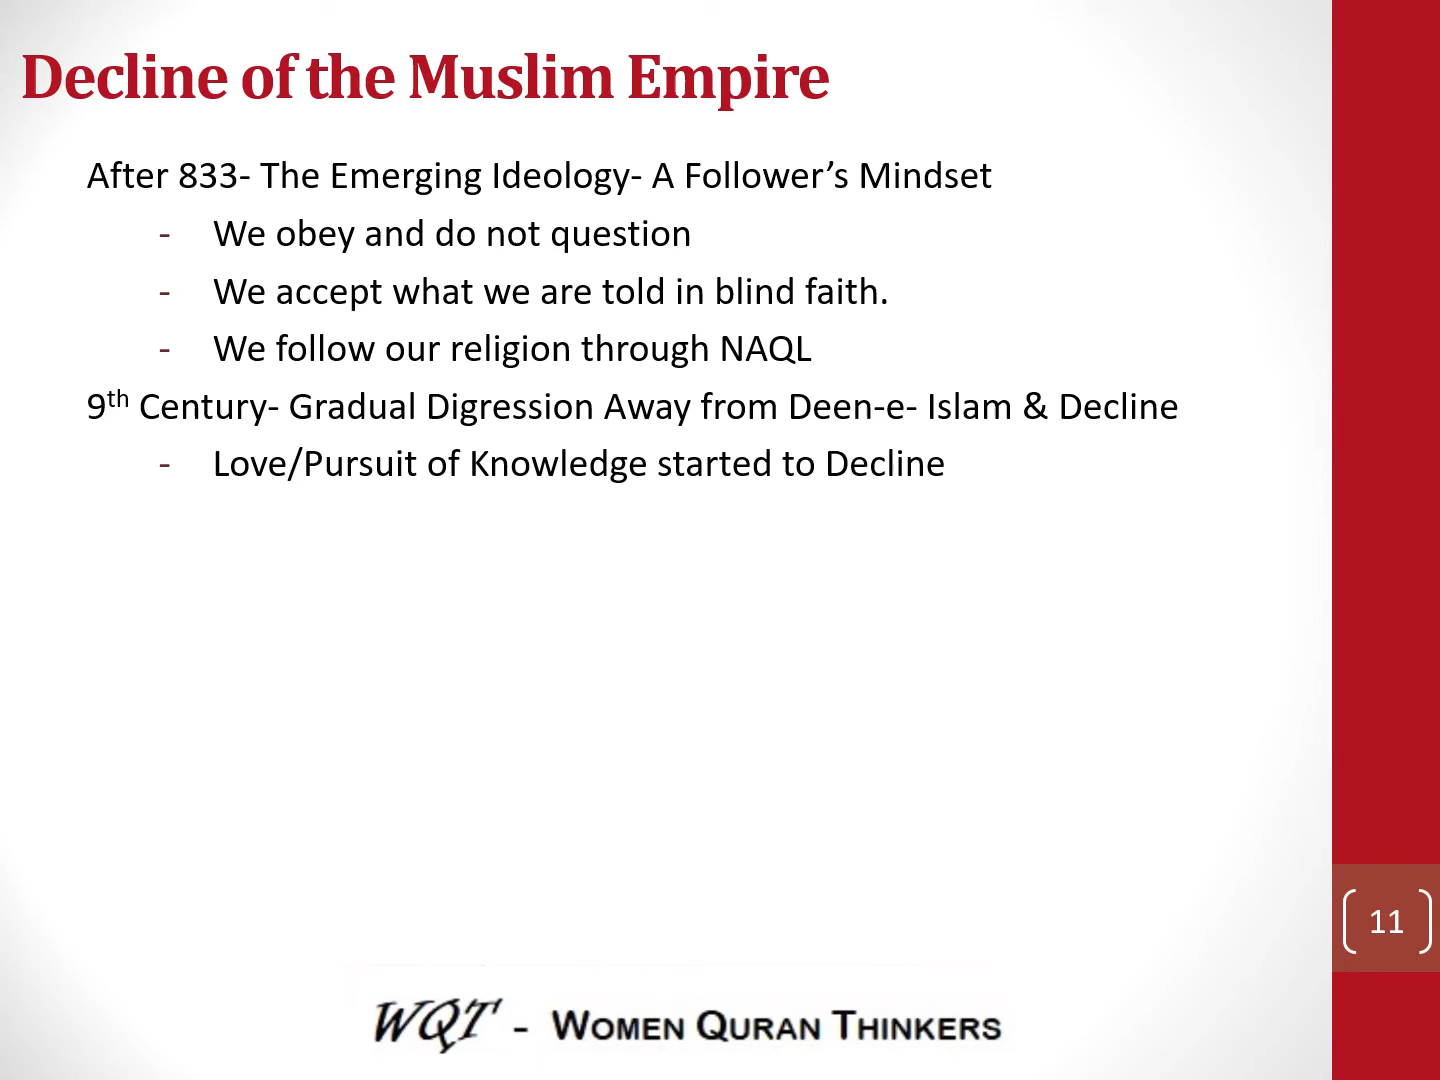 Decline of the Muslim Empire
After 833- The Emerging Ideology- A Follower’s Mindset
- We obey and do not question
- We accept what we are told in blind faith.
- We follow our religion through NAQL
9th Century- Gradual Digression Away from Deen-e- Islam & Decline
- Love/Pursuit of Knowledge started to Decline
11
WQT - WOMEN QURAN THINKERS